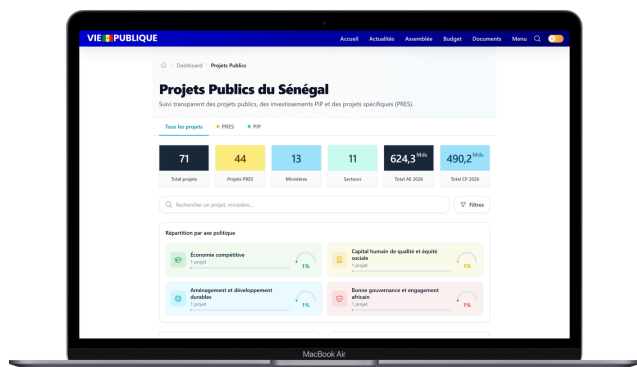 VIE PUBLIQUE
Accueil Actualités Assemblée Budget Documents Menu
Dashboard Projets Publics
Projets Publics du Sénégal
Suivi transparent des projets publics, des investissements PIP et des projets spécifiques (PRES).
Tous les projets PRES PIP
71 44 13 11 624,3 Mds 490,2 Mds
Total projets Projets PRES Ministères Secteurs Total AE 2026 Total CP 2026
Rechercher un projet, ministère... Filtres
Répartition par axe politique
Économie compétitive
1 projet
1%
Capital humain de qualité et équité
sociale
1 projet
1%
Aménagement et développement
durables
1 projet
1%
Bonne gouvernance et engagement
africain
1 projet
1%
MacBook Air